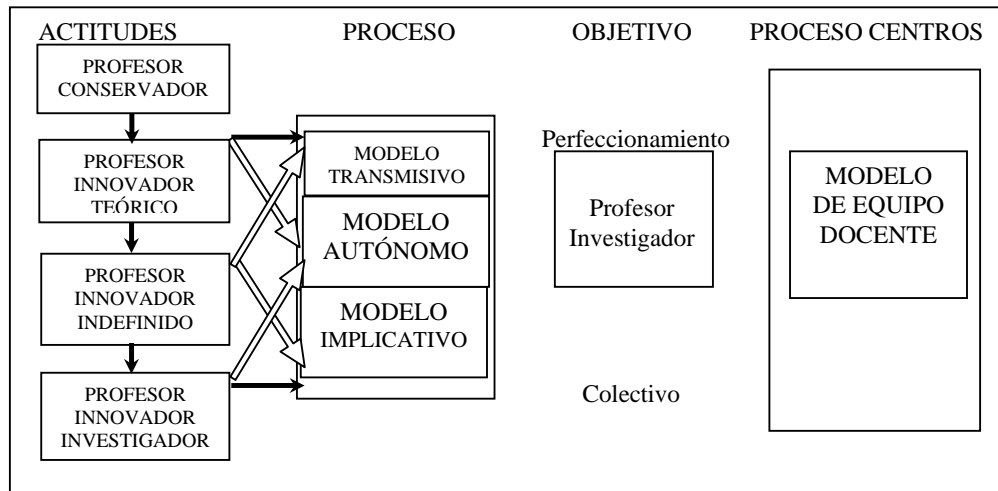 ACTITUDES
PROFESOR
CONSERVADOR
PROFESOR
INNOVADOR
TEÓRICO
PROFESOR
INNOVADOR
INDEFINIDO
PROFESOR
INNOVADOR
INVESTIGADOR
PROCESO
MODELO
TRANSMISIVO
MODELO
AUTÓNOMO
MODELO
IMPLICATIVO
OBJETIVO
Perfeccionamiento
Profesor
Investigador
Colectivo
PROCESO CENTROS
MODELO
DE EQUIPO
DOCENTE